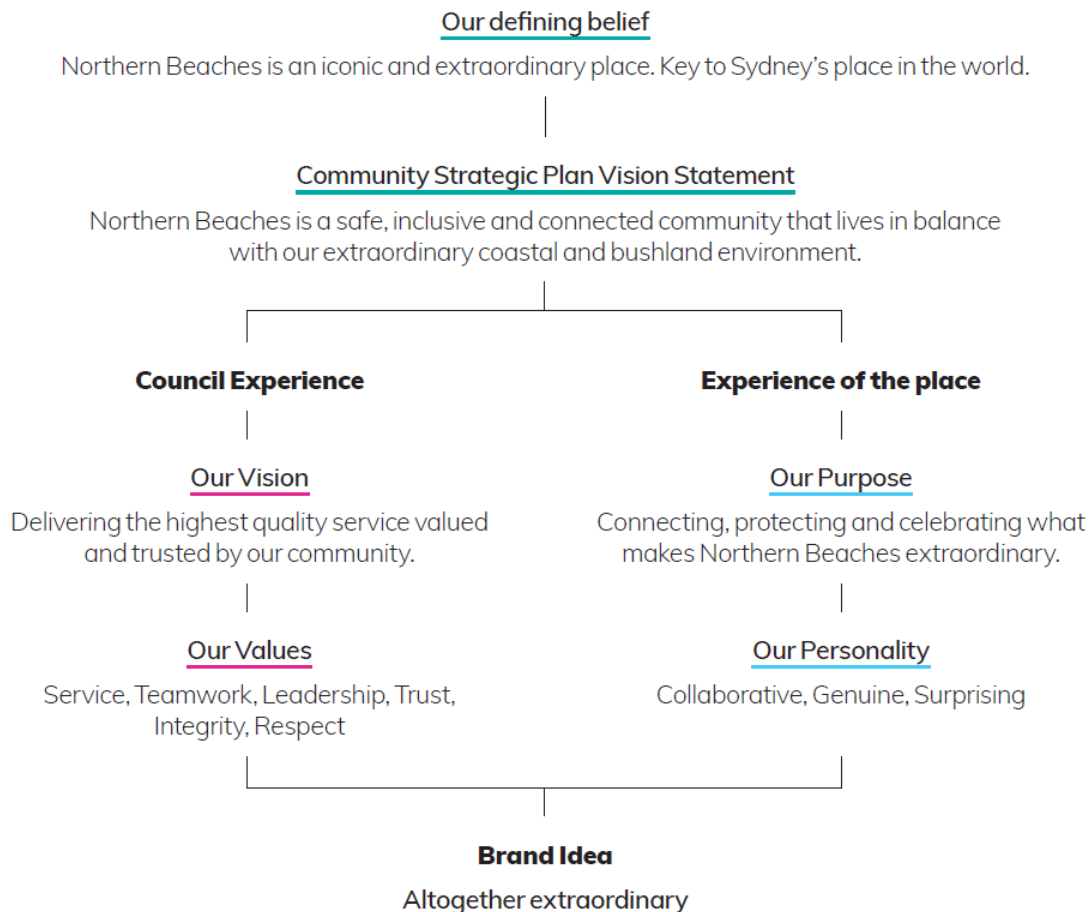 Our defining belief
Northern Beaches is an iconic and extraordinary place. Key to Sydney's place in the world.
Community Strategic Plan Vision Statement
Northern Beaches is a safe, inclusive and connected community that lives in balance
with our extraordinary coastal and bushland environment.
Council Experience
Our Vision
Delivering the highest quality service valued
and trusted by our community.
Our Values
Service, Teamwork, Leadership, Trust,
Integrity, Respect
Experience of the place
Our Purpose
Connecting, protecting and celebrating what
makes Northern Beaches extraordinary.
Our Personality
Collaborative, Genuine, Surprising
Brand Idea
Altogether extraordinary